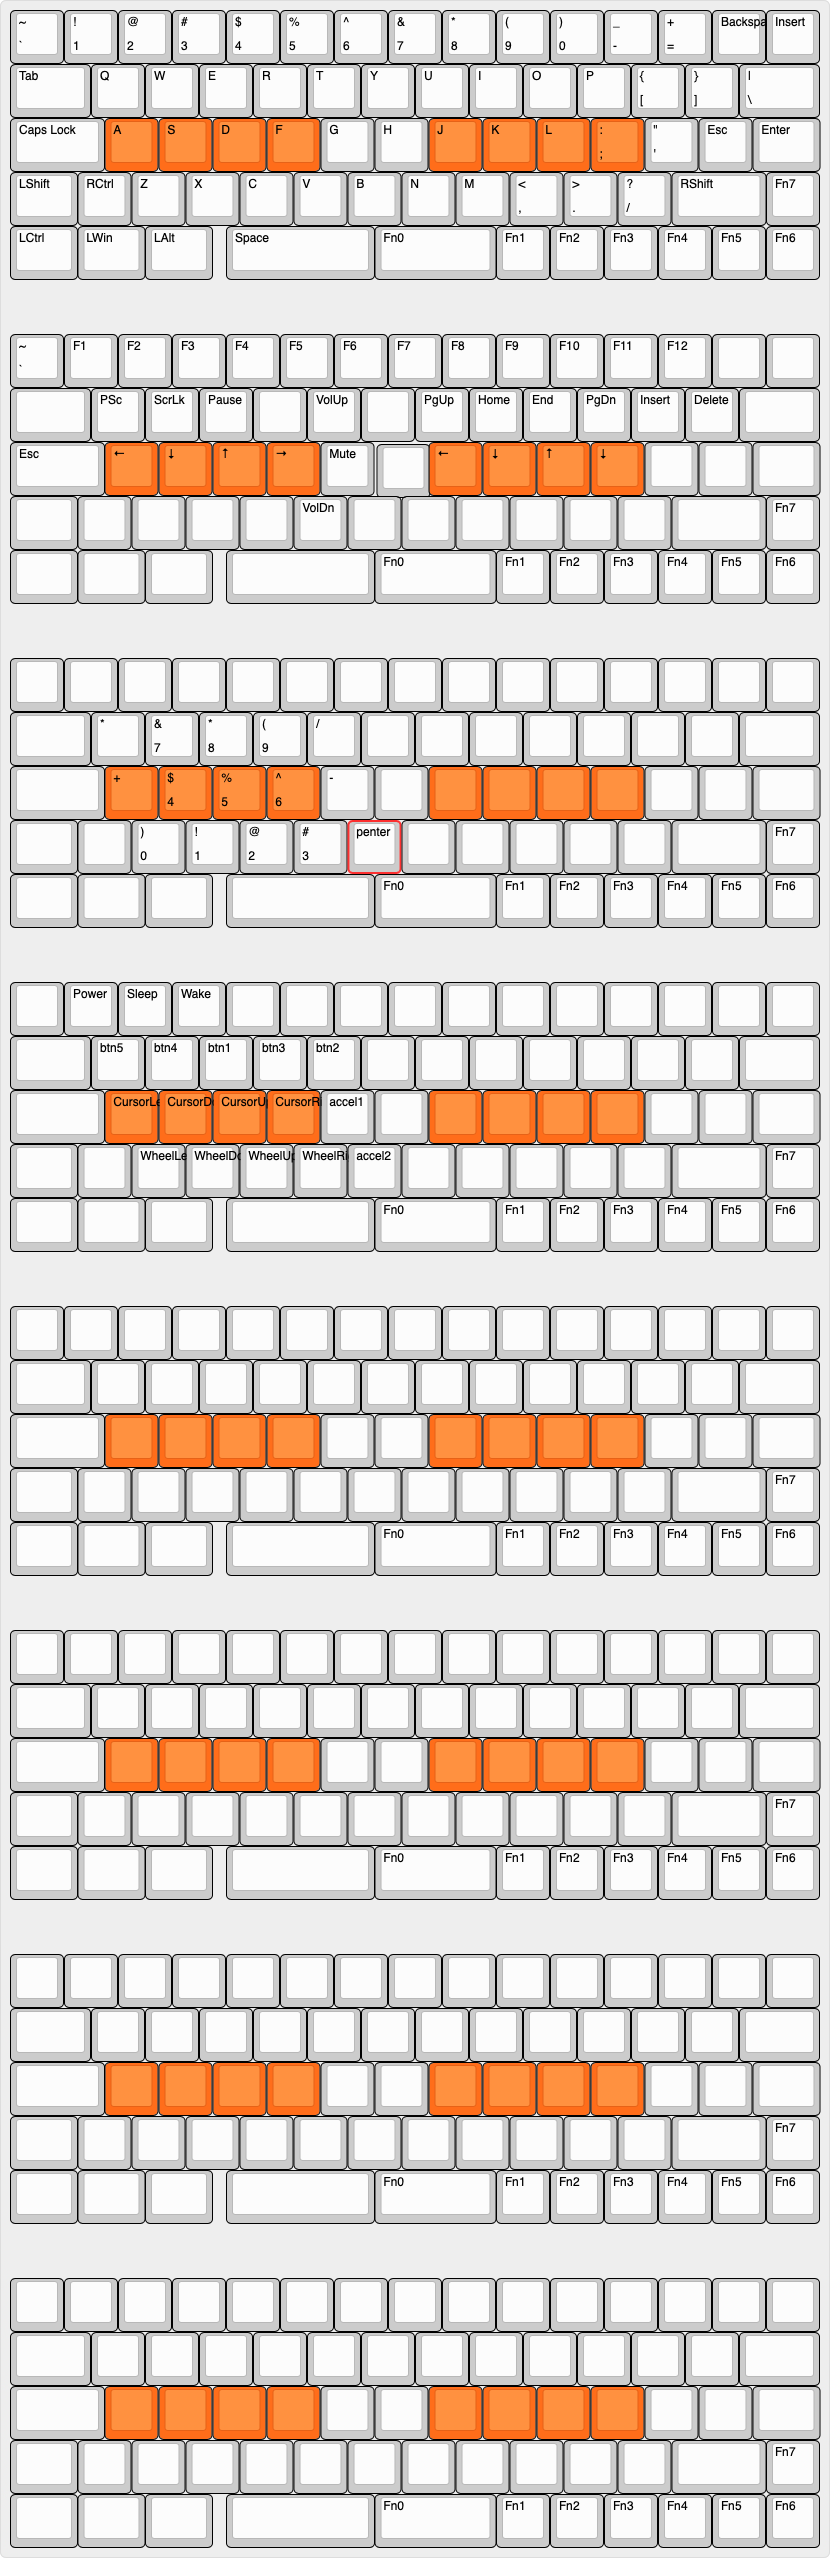 ~ ! @ # $ % ^ & * ( ) _ + Backspa Insert
` 1 2 3 4 5 6 7 8 9 0 - =
Tab Q W E R T Y U I O P { } |
[ ] \
Caps Lock A S D F G H J K L : " Esc Enter
; '
LShift RCtrl Z X C V B N M < > ? RShift Fn7
, . /
LCtrl LWin LAlt Space Fn0 Fn1 Fn2 Fn3 Fn4 Fn5 Fn6
~ F1 F2 F3 F4 F5 F6 F7 F8 F9 F10 F11 F12
`
PSc ScrLk Pause VolUp PgUp Home End PgDn Insert Delete
Esc ← ↓ ↑ → Mute ← ↓ ↑ ↓
VolDn Fn7
Fn0 Fn1 Fn2 Fn3 Fn4 Fn5 Fn6
* & * ( /
7 8 9
+ $ % ^ -
4 5 6
) ! @ # penter Fn7
0 1 2 3
Fn0 Fn1 Fn2 Fn3 Fn4 Fn5 Fn6
Power Sleep Wake
btn5 btn4 btn1 btn3 btn2
CursorLe CursorDo CursorUp CursorRi accel1
WheelLe WheelDo WheelUp WheelRi accel2 Fn7
Fn0 Fn1 Fn2 Fn3 Fn4 Fn5 Fn6
Fn7
Fn0 Fn1 Fn2 Fn3 Fn4 Fn5 Fn6
Fn7
Fn0 Fn1 Fn2 Fn3 Fn4 Fn5 Fn6
Fn7
Fn0 Fn1 Fn2 Fn3 Fn4 Fn5 Fn6
Fn7
Fn0 Fn1 Fn2 Fn3 Fn4 Fn5 Fn6